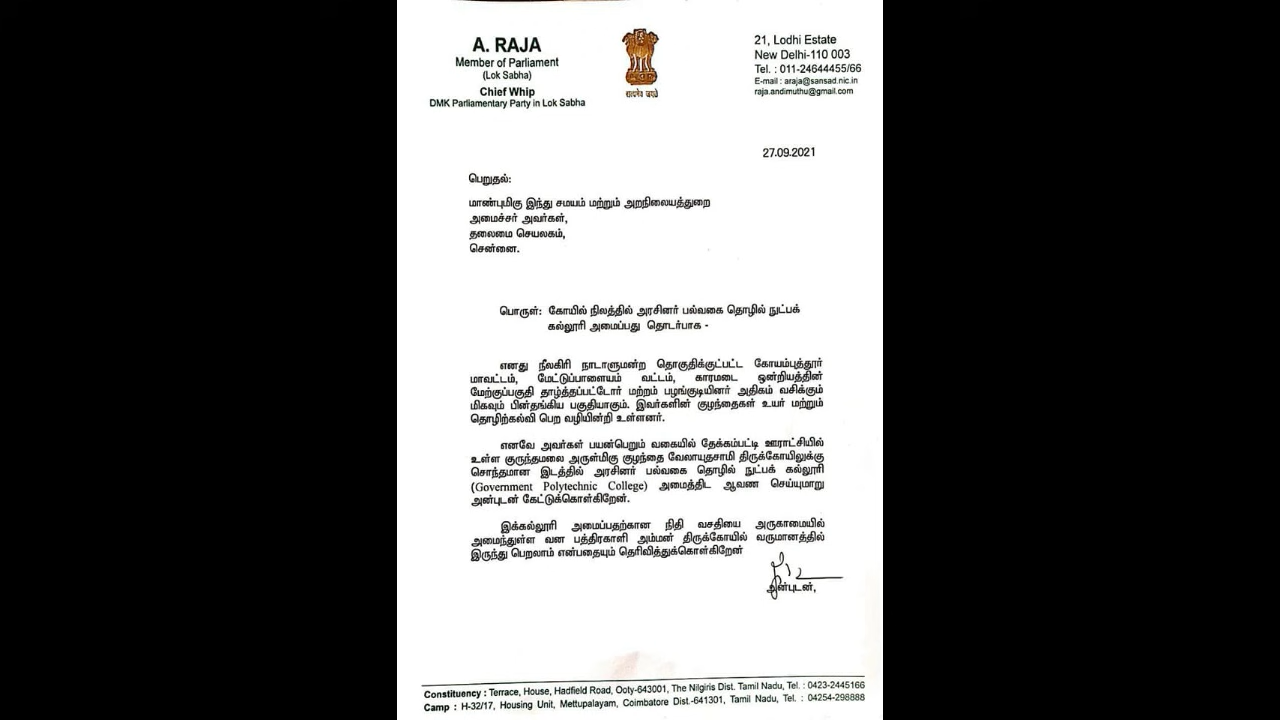 A. RAJA
Member of Parliament
(Lok Sabha)
Chief Whip
DMK Parliamentary Party in Lok Sabha
सत्यमेव जयते
21, Lodhi Estate
New Delhi-110 003
Tel. : 011-24644455/66
E-mail : araja@sansad.nic.in
raja.andimuthu@gmail.com
27.09.2021
பெறுதல்:
மாண்புமிகு இந்து சமயம் மற்றும் அறநிலையத்துறை
அமைச்சர் அவர்கள்,
தலைமை செயலகம்,
சென்னை.
பொருள்: கோயில் நிலத்தில் அரசினர் பல்வகை தொழில் நுட்பக்
கல்லூரி அமைப்பது தொடர்பாக -
எனது நீலகிரி நாடாளுமன்ற தொகுதிக்குட்பட்ட கோயம்புத்தூர்
மாவட்டம், மேட்டுப்பாளையம் வட்டம், காரமடை ஒன்றியத்தின்
மேற்குப்பகுதி தாழ்த்தப்பட்டோர் மற்றம் பழங்குடியினர் அதிகம் வசிக்கும்
மிகவும் பின்தங்கிய பகுதியாகும். இவர்களின் குழந்தைகள் உயர் மற்றும்
தொழிற்கல்வி பெற வழியின்றி உள்ளனர்.
எனவே அவர்கள் பயன்பெறும் வகையில் தேக்கம்பட்டி ஊராட்சியில்
உள்ள குருந்தமலை அருள்மிகு குழந்தை வேலாயுதசாமி திருக்கோயிலுக்கு
சொந்தமான இடத்தில் அரசினர் பல்வகை தொழில் நுட்பக் கல்லூரி
(Government Polytechnic College) அமைத்திட ஆவண செய்யுமாறு
அன்புடன் கேட்டுக்கொள்கிறேன்.
இக்கல்லூரி அமைப்பதற்கான நிதி வசதியை அருகாமையில்
அமைந்துள்ள வன பத்திரகாளி அம்மன் திருக்கோயில் வருமானத்தில்
இருந்து பெறலாம் என்பதையும் தெரிவித்துக்கொள்கிறேன்
அன்புடன்,
Constituency : Terrace, House, Hadfield Road, Ooty-643001, The Nilgiris Dist. Tamil Nadu, Tel. : 0423-2445166
Camp : H-32/17, Housing Unit, Mettupalayam, Coimbatore Dist.-641301, Tamil Nadu, Tel. : 04254-298888